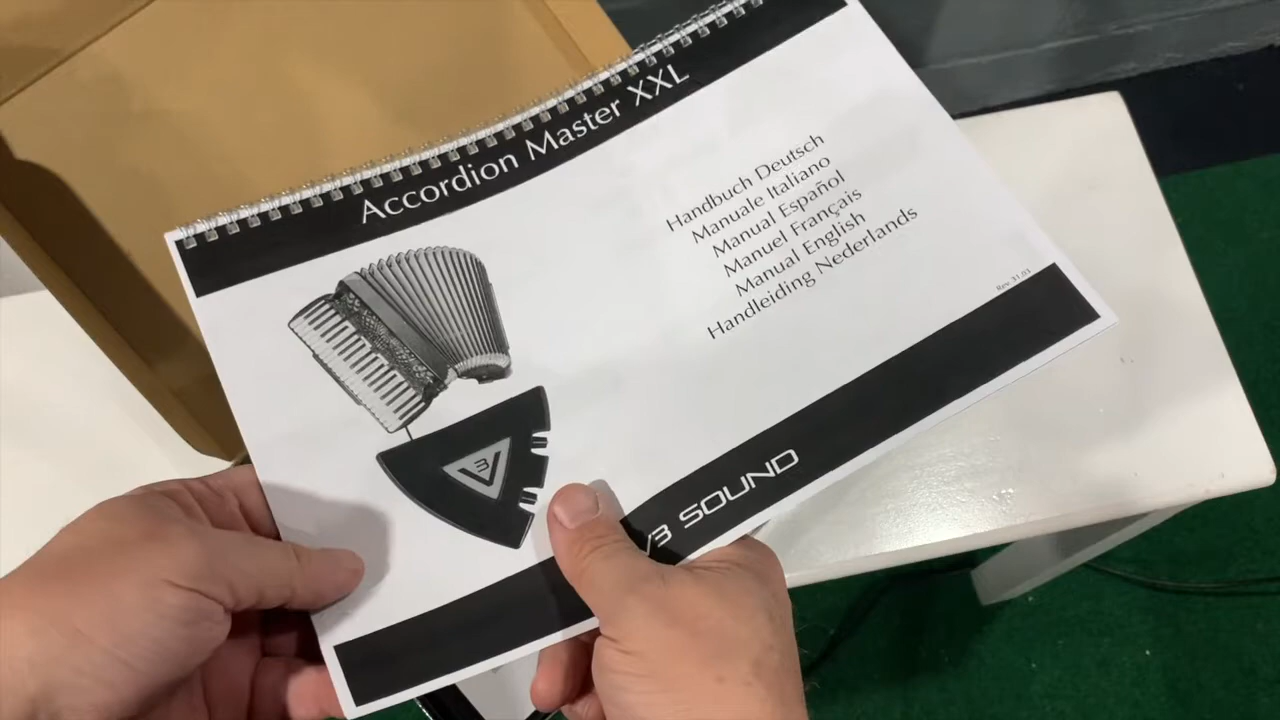 Accordion Master XXL
Handbuch Deutsch
Manuale Italiano
Manual Español
Manuel Français
Manual English
Handleiding Nederlands
Rev. 31.03
V3
V3 SOUND